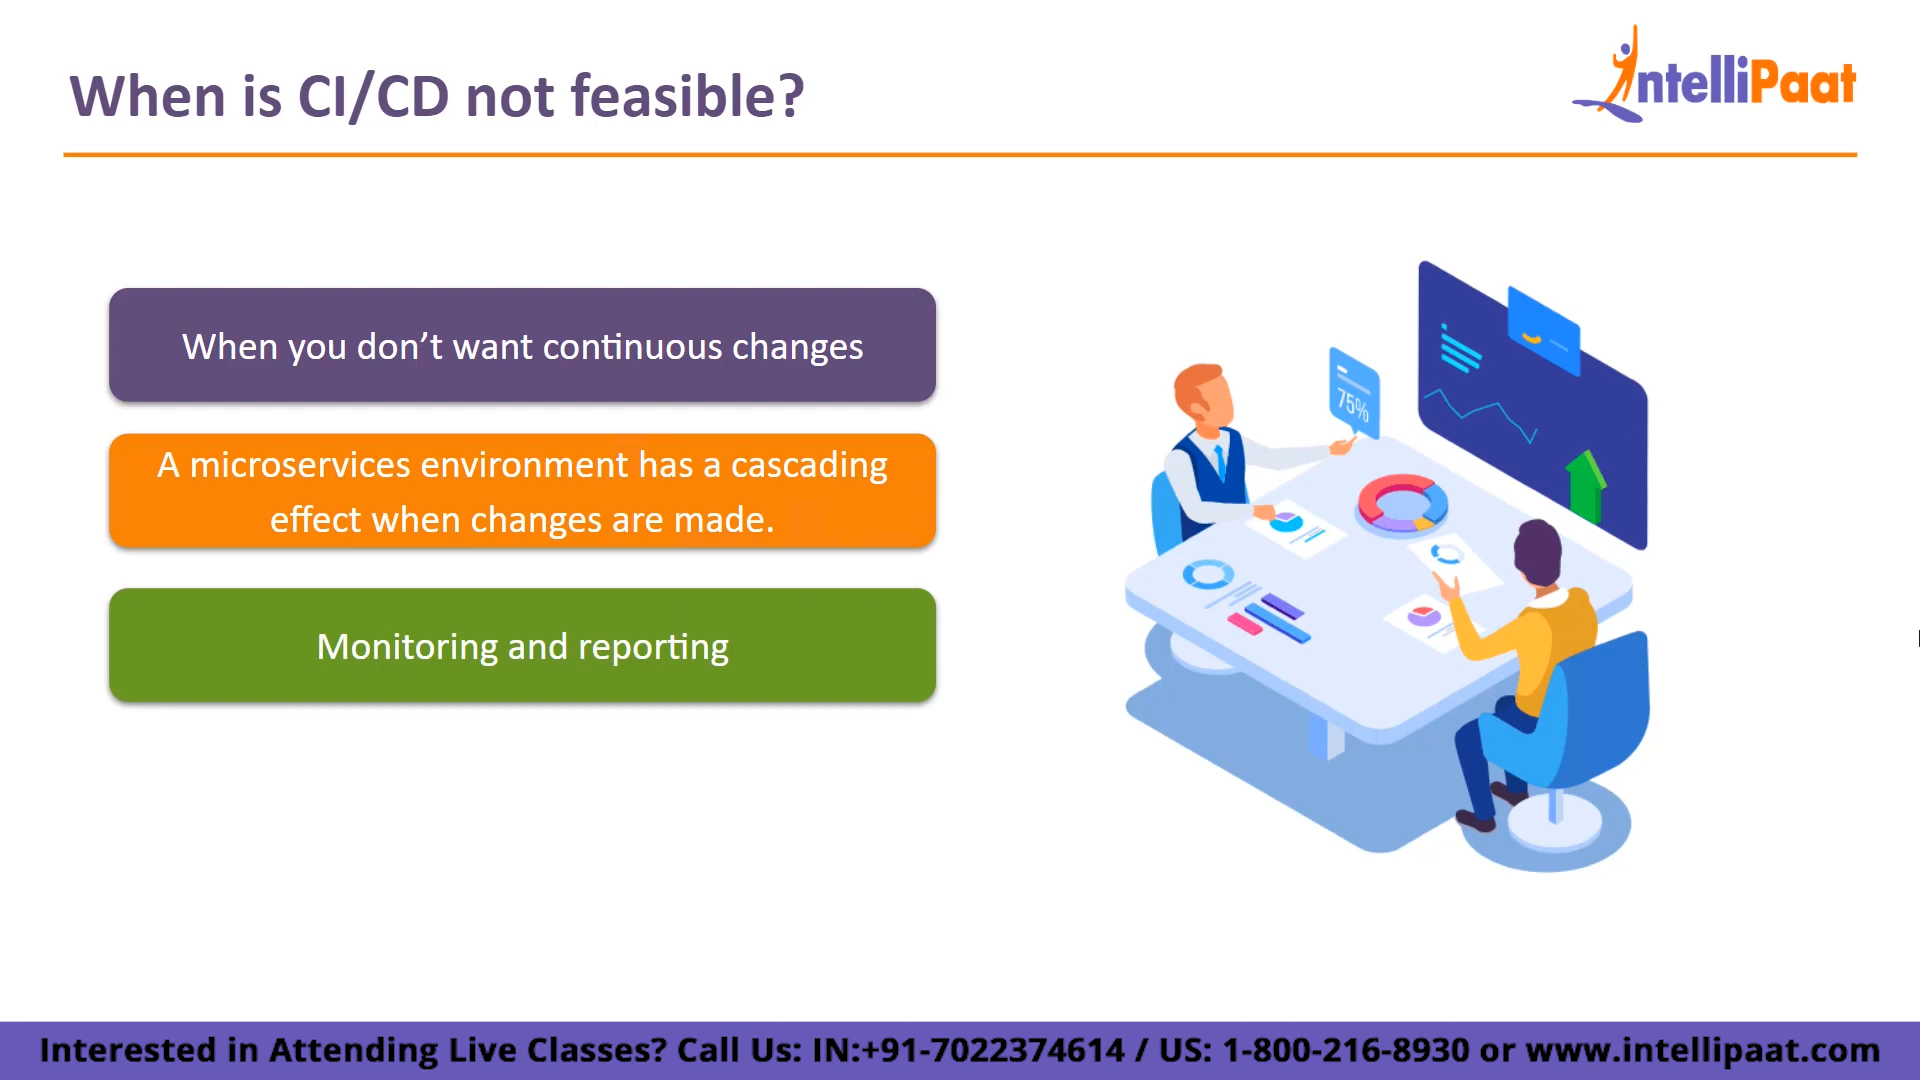 When is CI/CD not feasible?
IntelliPaat
When you don’t want continuous changes
A microservices environment has a cascading
effect when changes are made.
Monitoring and reporting
75%
Interested in Attending Live Classes? Call Us: IN:+91-7022374614 / US: 1-800-216-8930 or www.intellipaat.com